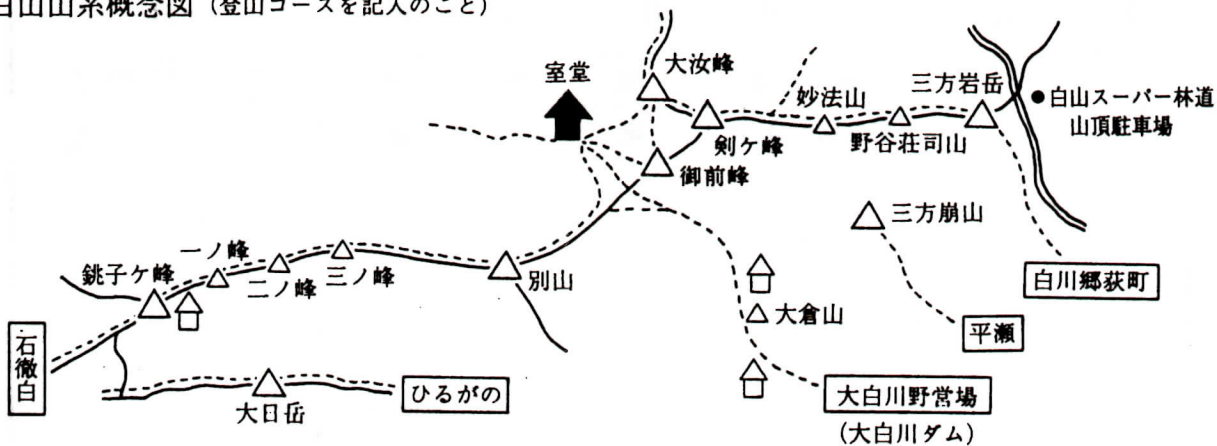 白山山系概念図（登山コースを記入のこと）
大汝峰
室堂
妙法山
三方岩岳
●白山スーパー林道
山頂駐車場
剣ケ峰
野谷荘司山
御前峰
三方崩山
一ノ峰
銚子ケ峰
二ノ峰
三ノ峰
別山
白川郷荻町
大倉山
平瀬
石徹白
大日岳
ひるがの
大白川野営場
(大白川ダム)